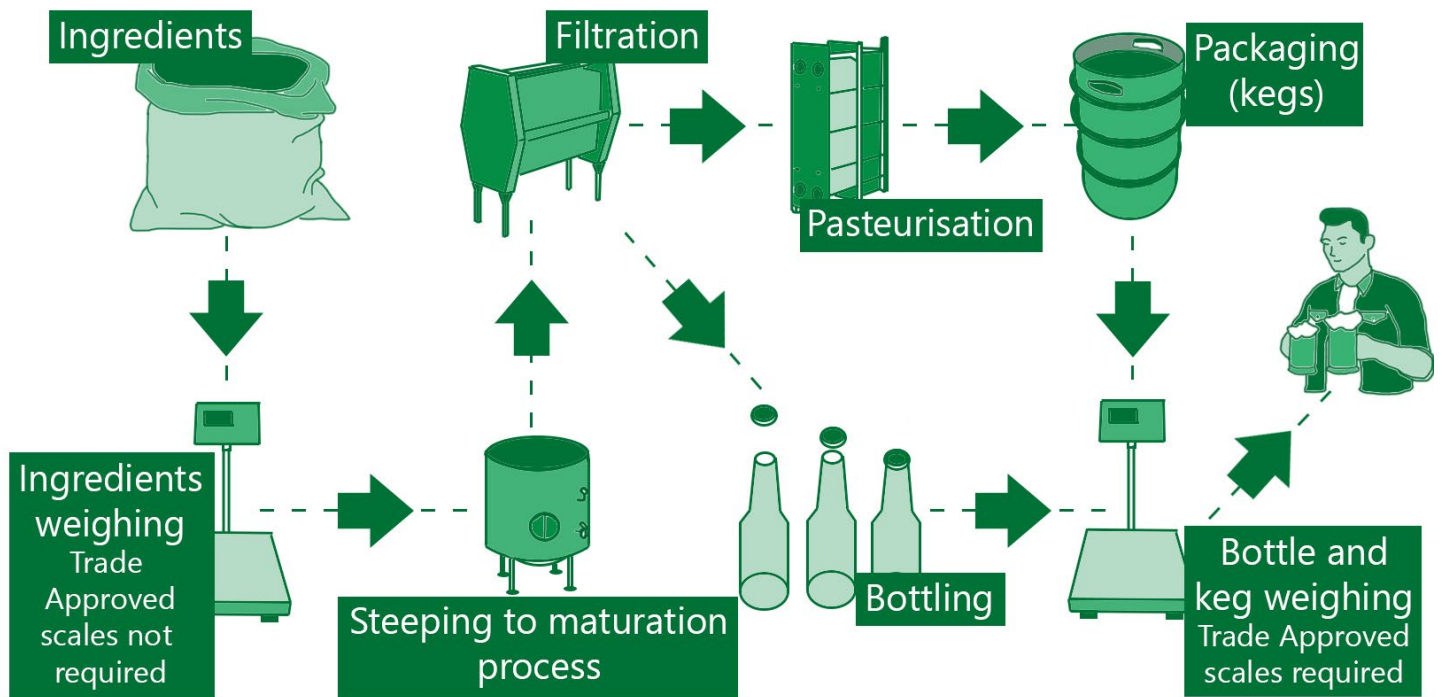 Ingredients
Filtration
Packaging
(kegs)
Pasteurisation
Ingredients
weighing
Trade
Approved
scales not
required
Steeping to maturation
process
Bottling
Bottle and
keg weighing
Trade Approved
scales required